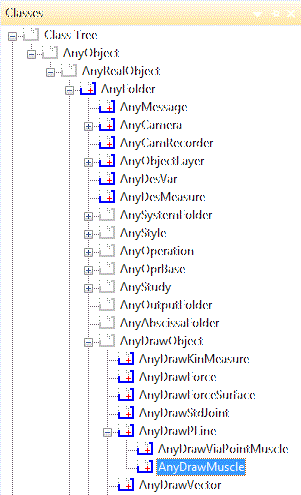 Classes
Class Tree
AnyObject
AnyRealObject
AnyFolder
AnyMessage
AnyCamera
AnyCamRecorder
AnyObjectLayer
AnyDesVar
AnyDesMeasure
AnySystemFolder
AnyStyle
AnyOperation
AnyOprBase
AnyStudy
AnyOutputFolder
AnyAbscissaFolder
AnyDrawObject
AnyDrawKinMeasure
AnyDrawForce
AnyDrawForceSurface
AnyDrawStdJoint
AnyDrawPLine
AnyDrawViaPointMuscle
AnyDrawMuscle
AnyDrawVector